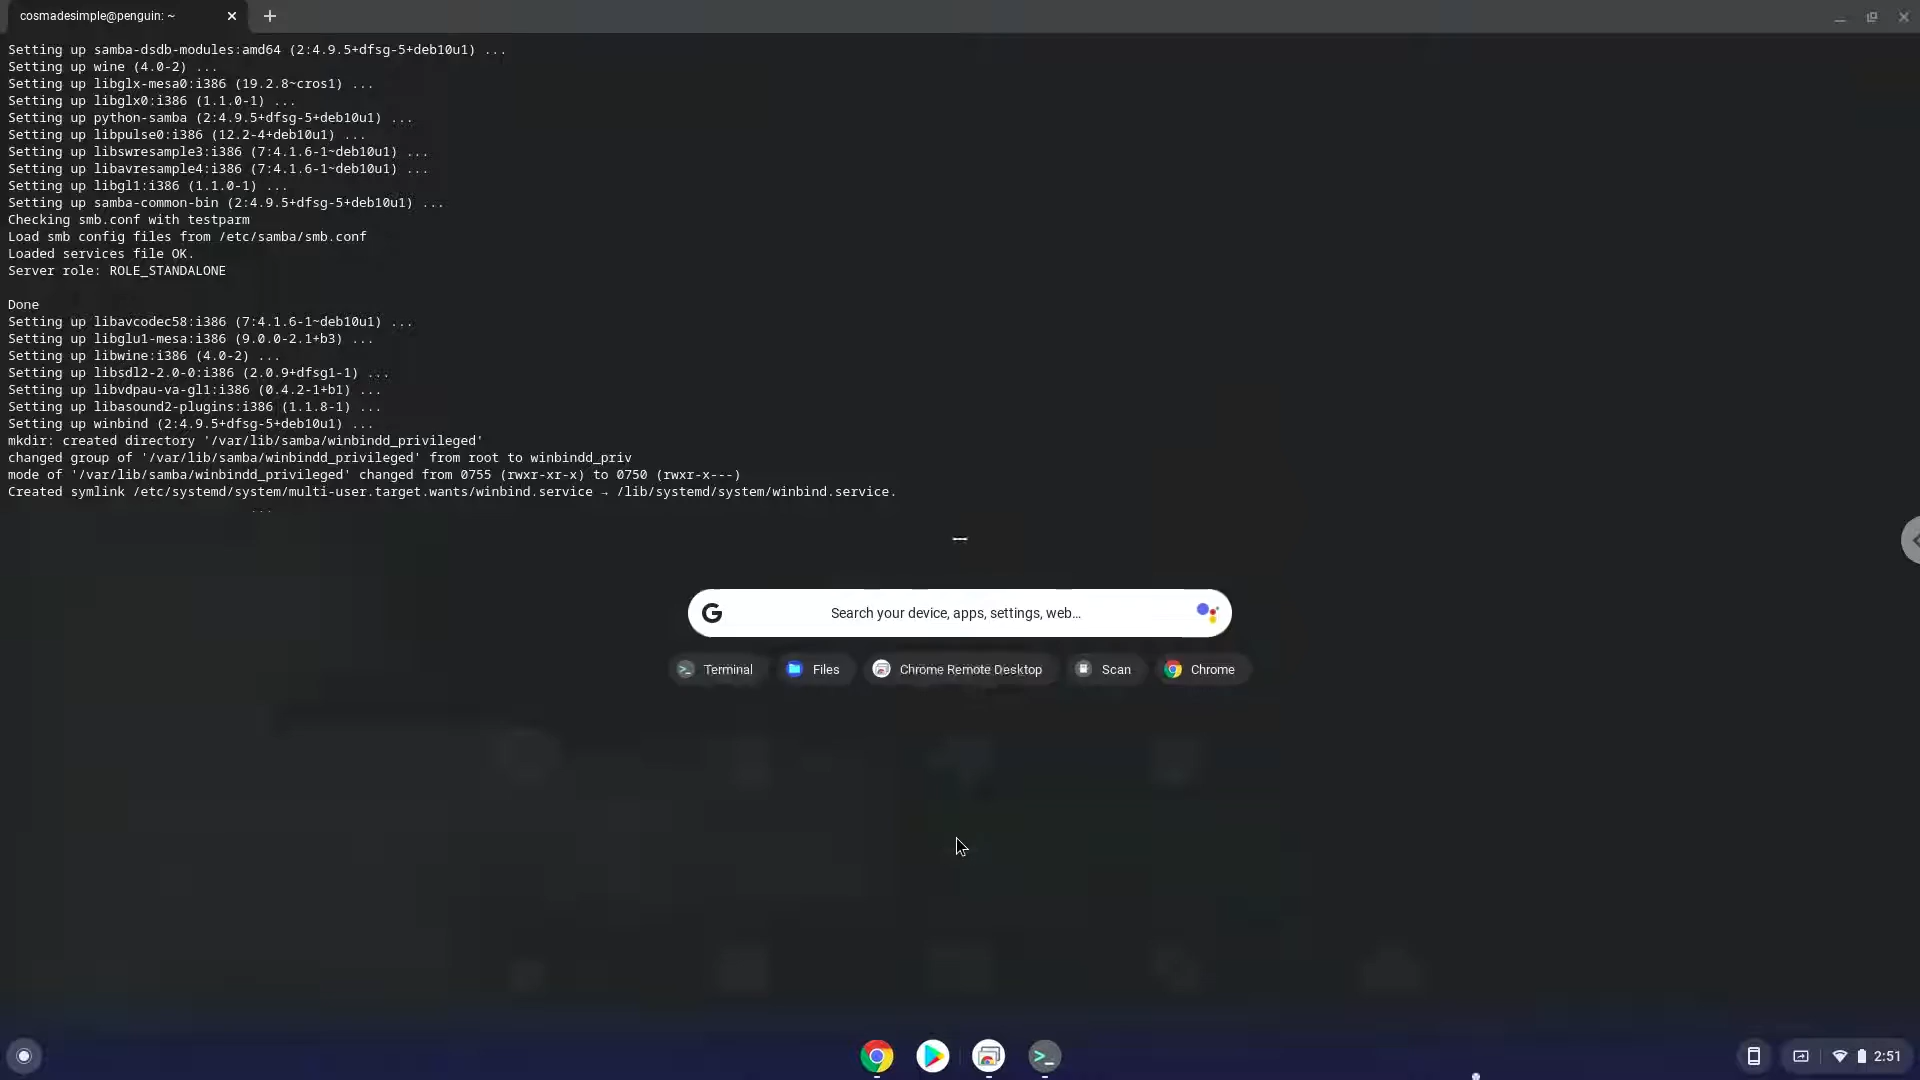 cosmadesimple@penguin: ~
Setting up samba-dsdb-modules:amd64 (2:4.9.5+dfsg-5+deb10u1) ...
Setting up wine (4.0-2) ...
Setting up libglx-mesa0:i386 (19.2.8~cros1) ...
Setting up libglx0:i386 (1.1.0-1) ...
Setting up python-samba (2:4.9.5+dfsg-5+deb10u1) ...
Setting up libpulse0:i386 (12.2-4+deb10u1) ...
Setting up libswresample3:i386 (7:4.1.6-1~deb10u1) ...
Setting up libavresample4:i386 (7:4.1.6-1~deb10u1) ...
Setting up libgl1:i386 (1.1.0-1) ...
Setting up samba-common-bin (2:4.9.5+dfsg-5+deb10u1) ...
Checking smb.conf with testparm
Load smb config files from /etc/samba/smb.conf
Loaded services file OK.
Server role: ROLE_STANDALONE
Done
Setting up libavcodec58:i386 (7:4.1.6-1~deb10u1) ...
Setting up libglu1-mesa:i386 (9.0.0-2.1+b3) ...
Setting up libwine:i386 (4.0-2) ...
Setting up libsdl2-2.0-0:i386 (2.0.9+dfsg1-1) ...
Setting up libvdpau-va-gl1:i386 (0.4.2-1+b1) ...
Setting up libasound2-plugins:i386 (1.1.8-1) ...
Setting up winbind (2:4.9.5+dfsg-5+deb10u1) ...
mkdir: created directory '/var/lib/samba/winbindd_privileged'
changed group of '/var/lib/samba/winbindd_privileged' from root to winbindd_priv
mode of '/var/lib/samba/winbindd_privileged' changed from 0755 (rwxr-xr-x) to 0750 (rwxr-x---)
Created symlink /etc/systemd/system/multi-user.target.wants/winbind.service → /lib/systemd/system/winbind.service.
...
Search your device, apps, settings, web...
Terminal Files Chrome Remote Desktop Scan Chrome
2:51